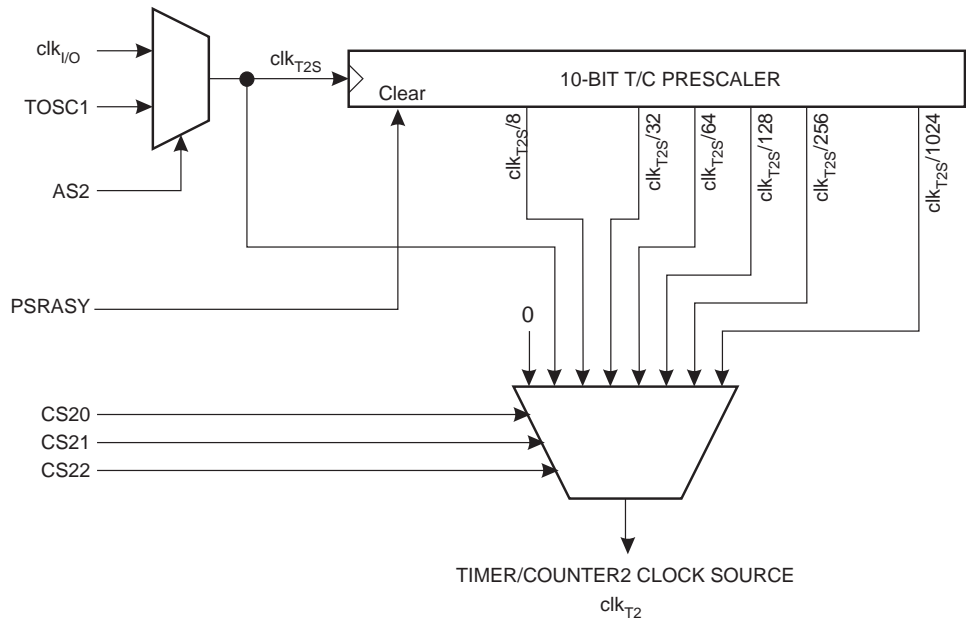 clkI/O
clkT2S
10-BIT T/C PRESCALER
TOSC1
Clear
clkT2S/8
clkT2S/32
clkT2S/64
clkT2S/128
clkT2S/256
clkT2S/1024
AS2
PSRASY
0
CS20
CS21
CS22
TIMER/COUNTER2 CLOCK SOURCE
clkT2